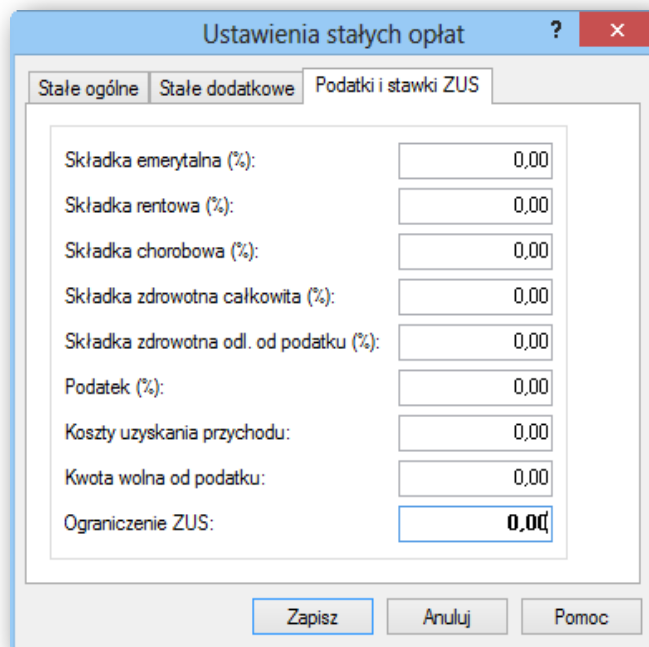 Ustawienia stałych opłat ?
Stałe ogólne Stałe dodatkowe Podatki i stawki ZUS
Składka emerytalna (%): 0,00
Składka rentowa (%): 0,00
Składka chorobowa (%): 0,00
Składka zdrowotna całkowita (%): 0,00
Składka zdrowotna odl. od podatku (%): 0,00
Podatek (%): 0,00
Koszty uzyskania przychodu: 0,00
Kwota wolna od podatku: 0,00
Ograniczenie ZUS: 0,00
Zapisz Anuluj Pomoc